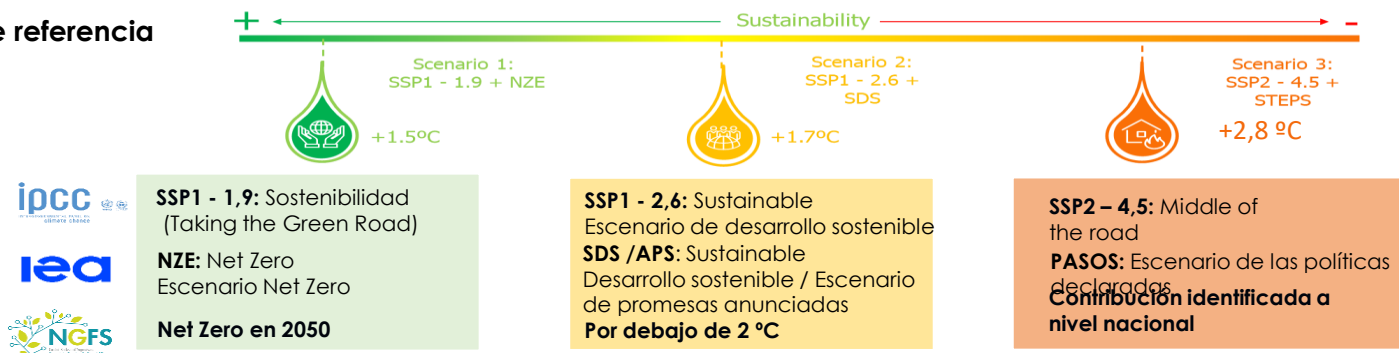 e referencia
+ Sustainability -
Scenario 1:
SSP1 - 1.9 + NZE
+1.5ºC
Scenario 2:
SSP1 - 2.6 +
SDS
+1.7ºC
Scenario 3:
SSP2 - 4.5 +
STEPS
+2,8 ºC
ipcc
climate change
iea
NGFS
SSP1 - 1,9: Sostenibilidad
(Taking the Green Road)
NZE: Net Zero
Escenario Net Zero
Net Zero en 2050
SSP1 - 2,6: Sustainable
Escenario de desarrollo sostenible
SDS /APS: Sustainable
Desarrollo sostenible / Escenario
de promesas anunciadas
Por debajo de 2 ºC
SSP2 – 4,5: Middle of
the road
PASOS: Escenario de las políticas
declaradas
Contribución identificada a
nivel nacional